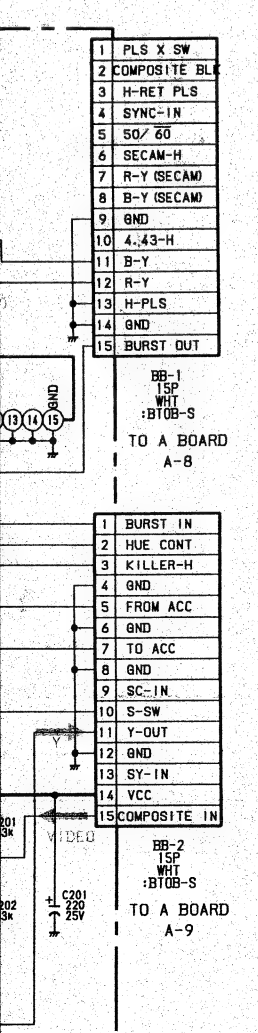 1 PLS X SW
2 COMPOSITE BLK
3 H-RET PLS
4 SYNC-IN
5 50/ 60
6 SECAM-H
7 R-Y (SECAM)
8 B-Y (SECAM)
9 GND
10 4.43-H
11 B-Y
12 R-Y
13 H-PLS
14 GND
15 BURST OUT
BB-1
15P
WHT
:BTOB-S
TO A BOARD
A-8
GND
13 14 15
1 BURST IN
2 HUE CONT
3 KILLER-H
4 GND
5 FROM ACC
6 GND
7 TO ACC
8 GND
9 SC-IN
10 S-SW
11 Y-OUT
12 GND
13 SY-IN
14 VCC
15 COMPOSITE IN
Y
VIDEO
201
3K
BB-2
15P
WHT
:BTOB-S
TO A BOARD
A-9
202
3K
+ C201
220
25V